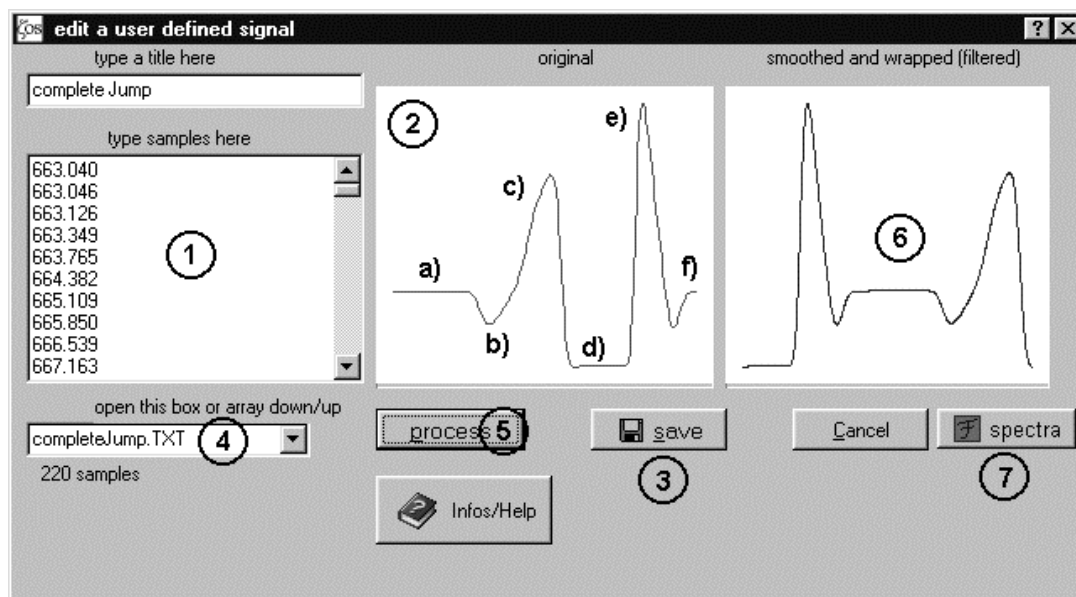 cos edit a user defined signal ? X
type a title here
original
smoothed and wrapped (filtered)
complete Jump
type samples here
663.040
663.046
663.126
663.349
663.765
664.382
665.109
665.850
666.539
667.163
1
2
a)
b)
c)
d)
e)
f)
6
open this box or array down/up
completeJump.TXT 4
220 samples
process 5
save
3
Cancel
F spectra
7
? Infos/Help